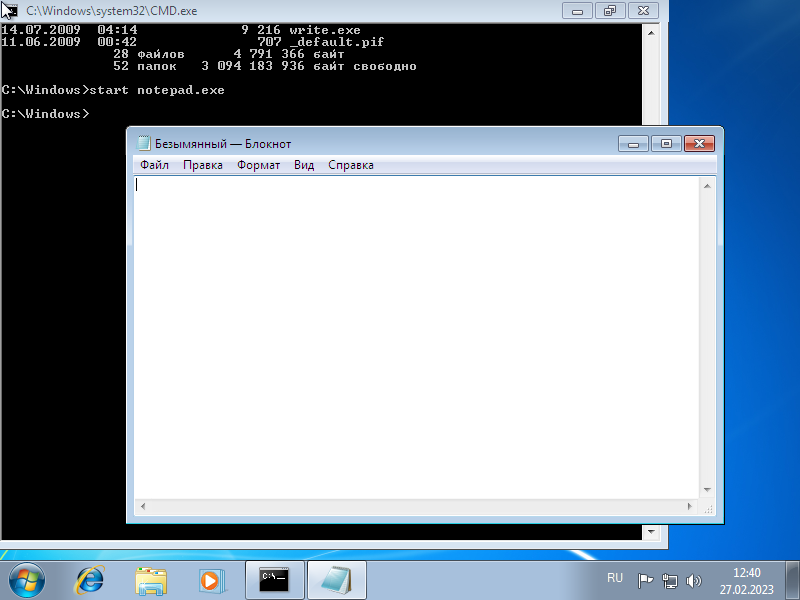 C:\Windows\system32\CMD.exe
14.07.2009  04:14             9 216 write.exe
11.06.2009  00:42               707 _default.pif
              28 файлов      4 791 366 байт
              52 папок   3 094 183 936 байт свободно
C:\Windows>start notepad.exe
C:\Windows>
Безымянный — Блокнот
Файл Правка Формат Вид Справка
C:\_
RU
12:40
27.02.2023